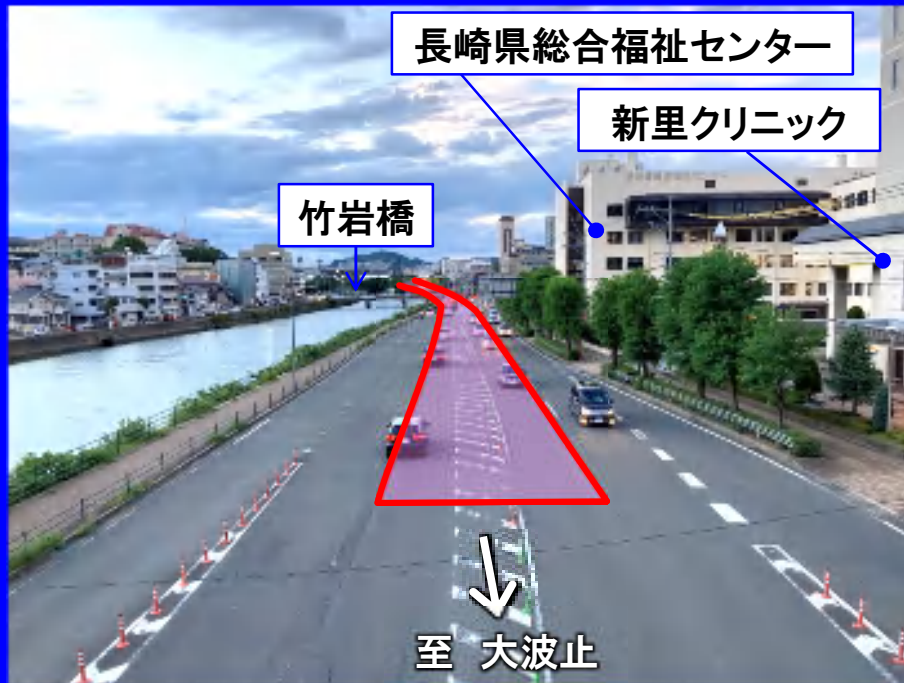 長崎県総合福祉センター
新里クリニック
竹岩橋
至 大波止